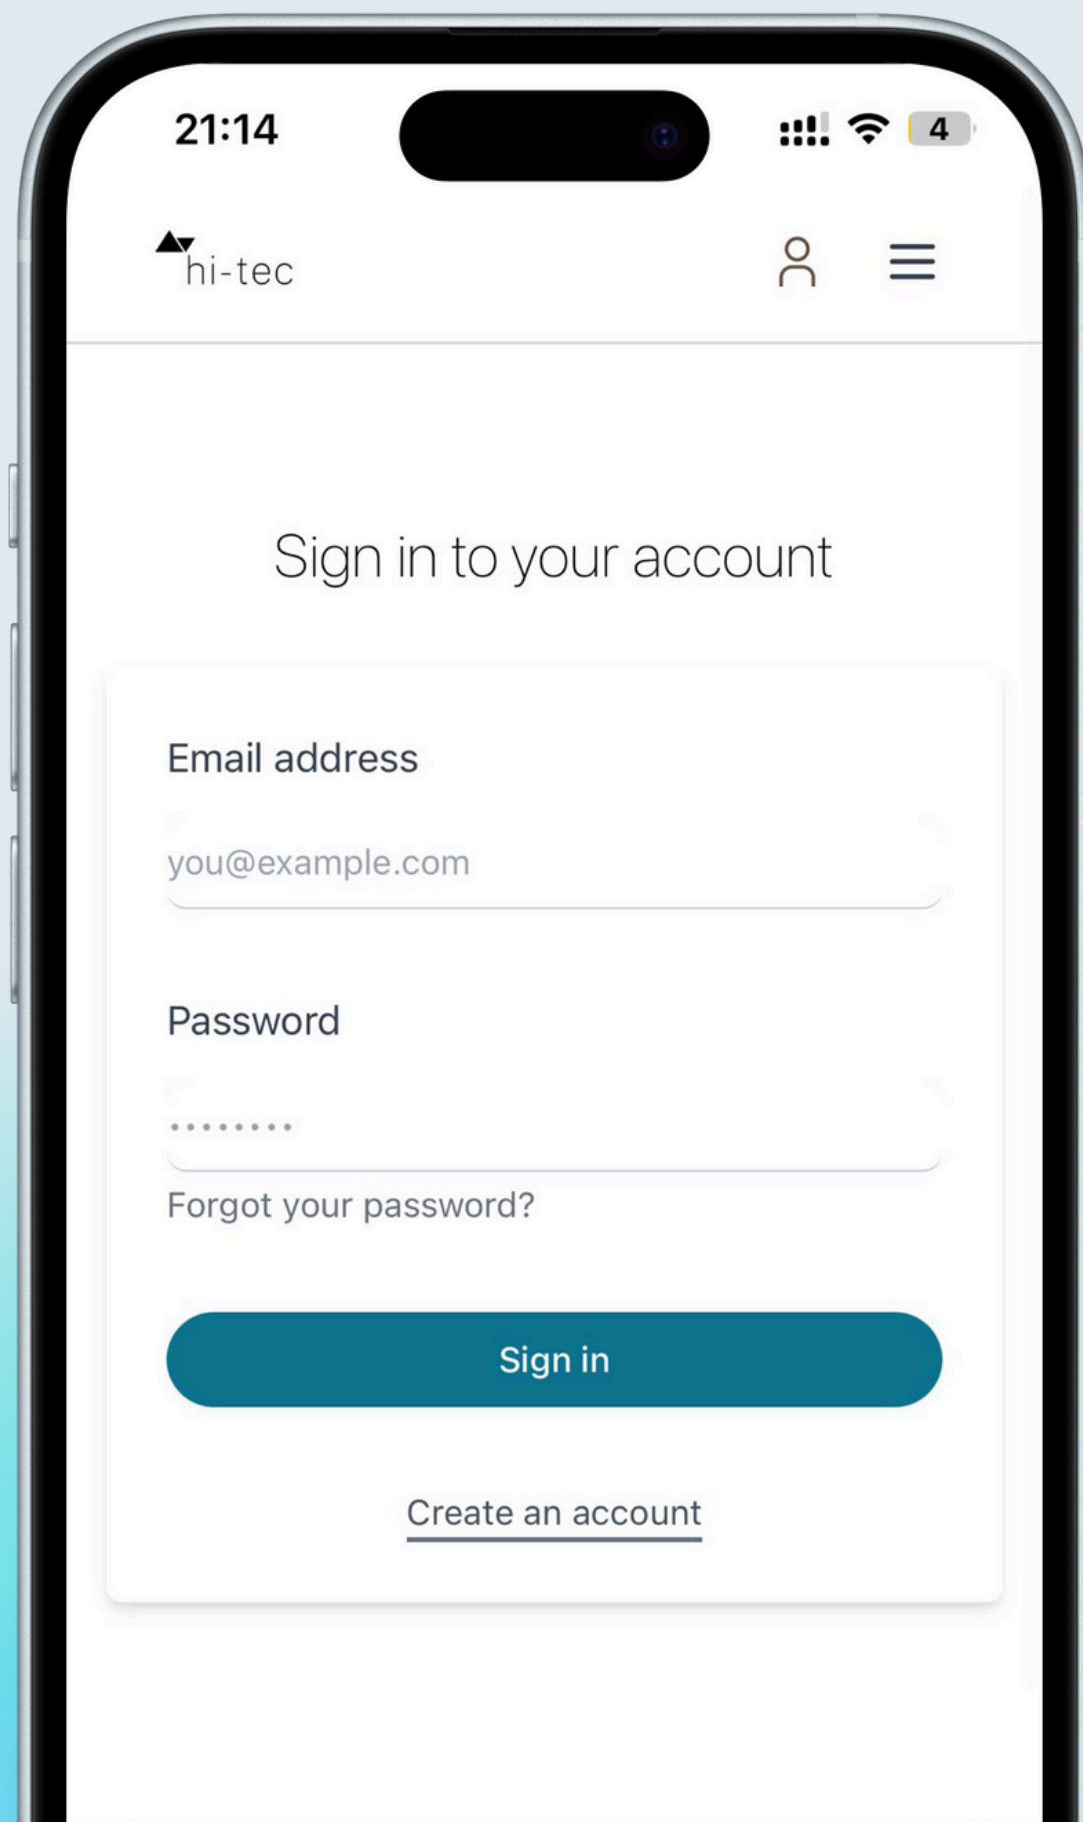 21:14
4
hi-tec
Sign in to your account
Email address
you@example.com
Password
••••••••
Forgot your password?
Sign in
Create an account